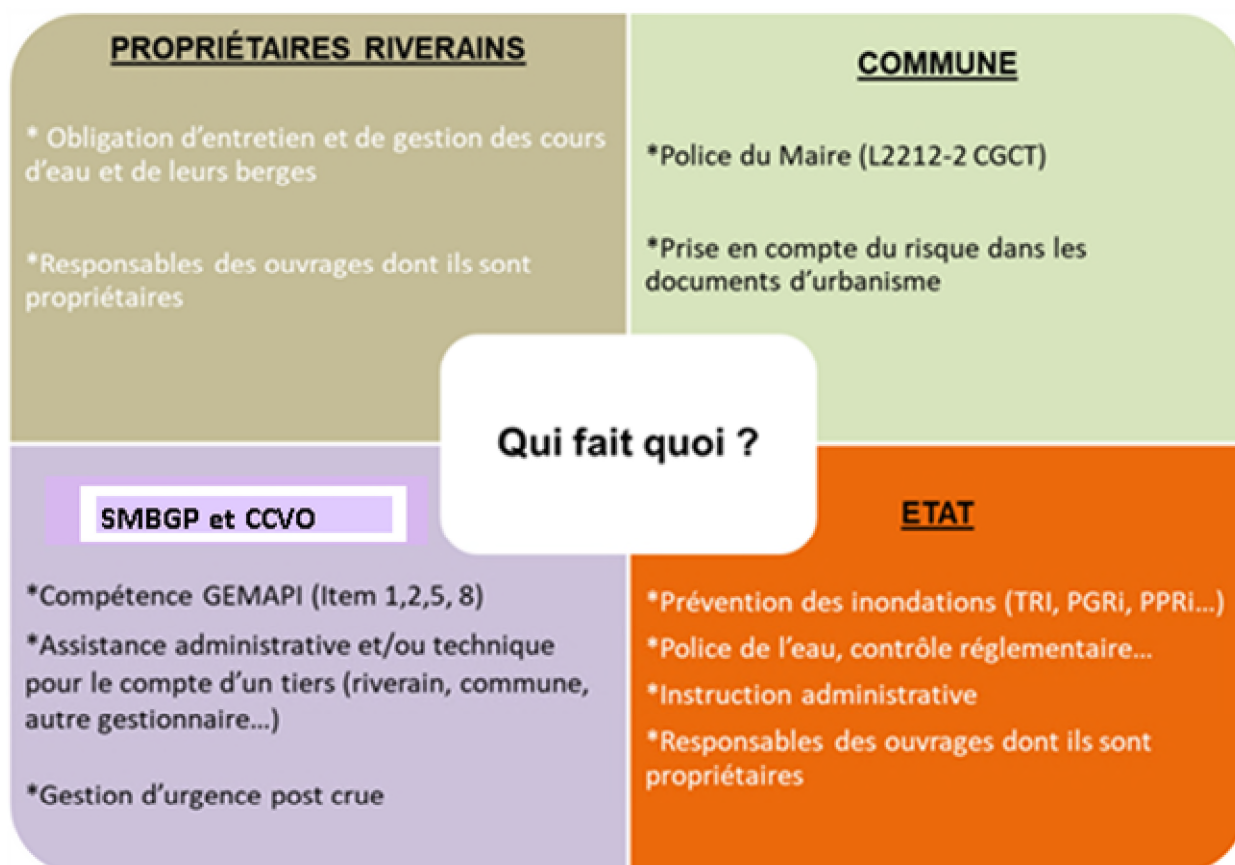 PROPRIÉTAIRES RIVERAINS
* Obligation d'entretien et de gestion des cours
d'eau et de leurs berges
*Responsables des ouvrages dont ils sont
propriétaires
COMMUNE
*Police du Maire (L2212-2 CGCT)
*Prise en compte du risque dans les
documents d'urbanisme
Qui fait quoi ?
SMBGP et CCVO
*Compétence GEMAPI (Item 1,2,5, 8)
*Assistance administrative et/ou technique
pour le compte d'un tiers (riverain, commune,
autre gestionnaire…)
*Gestion d'urgence post crue
ETAT
*Prévention des inondations (TRI, PGRi, PPRi…)
*Police de l'eau, contrôle réglementaire…
*Instruction administrative
*Responsables des ouvrages dont ils sont
propriétaires